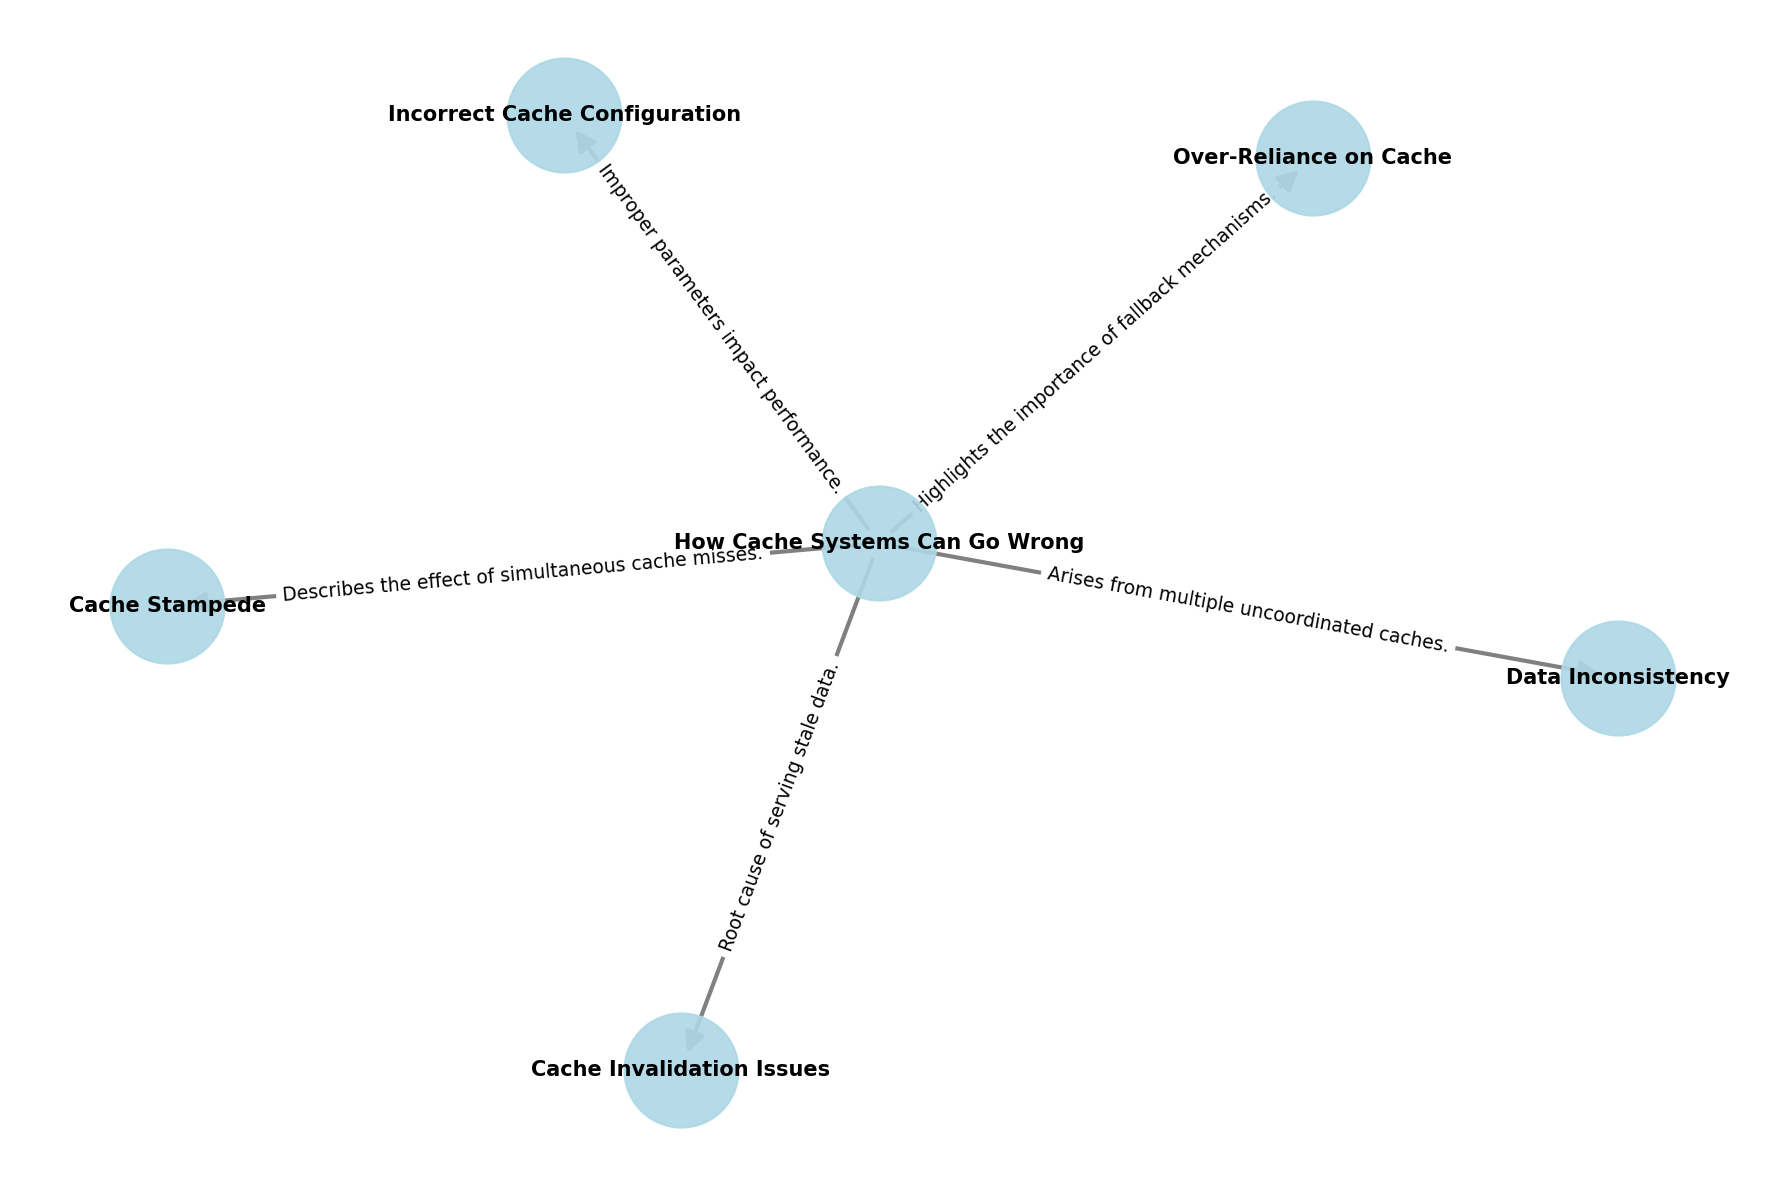 Incorrect Cache Configuration
Over-Reliance on Cache
Improper parameters impact performance.
Highlights the importance of fallback mechanisms.
How Cache Systems Can Go Wrong
Describes the effect of simultaneous cache misses.
Arises from multiple uncoordinated caches.
Cache Stampede
Data Inconsistency
Root cause of serving stale data.
Cache Invalidation Issues